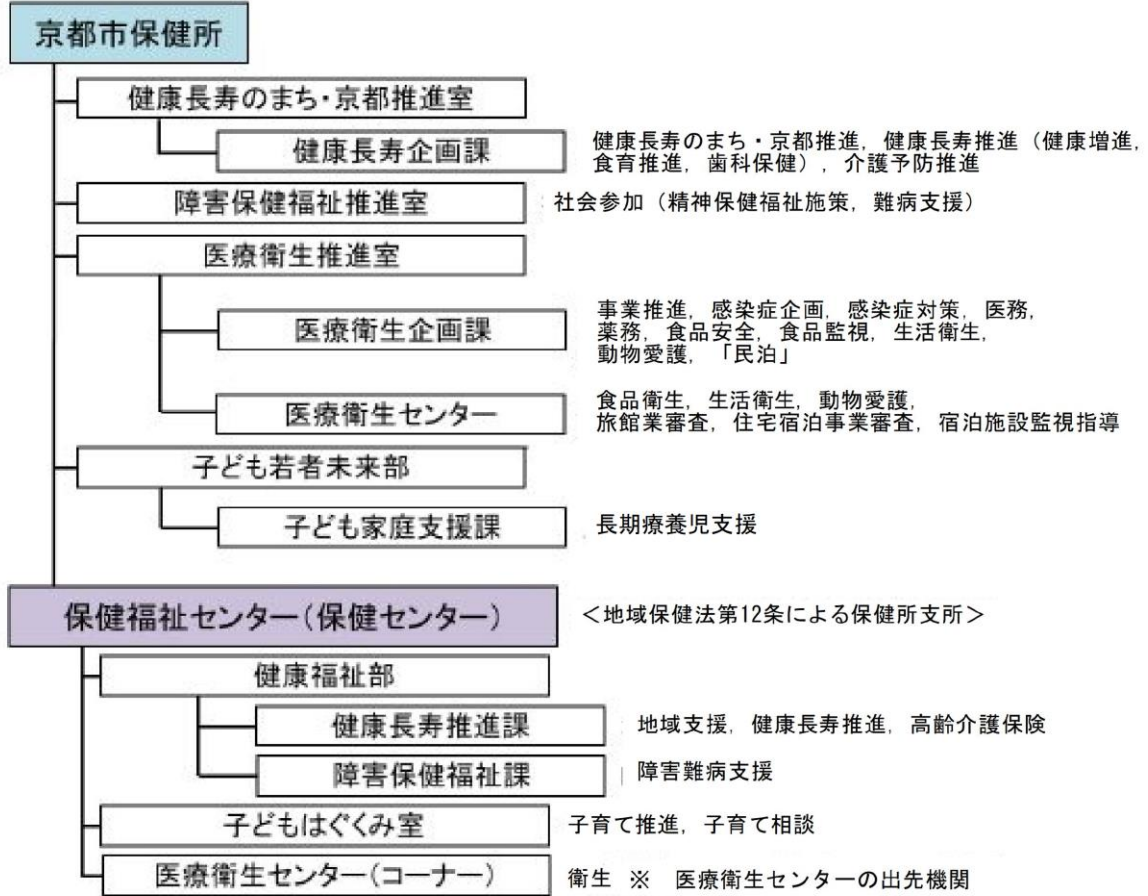 京都市保健所
健康長寿のまち・京都推進室
健康長寿企画課
健康長寿のまち・京都推進, 健康長寿推進（健康増進,
食育推進, 歯科保健）, 介護予防推進
障害保健福祉推進室
社会参加（精神保健福祉施策, 難病支援）
医療衛生推進室
医療衛生企画課
事業推進, 感染症企画, 感染症対策, 医務,
薬務, 食品安全, 食品監視, 生活衛生,
動物愛護, 「民泊」
医療衛生センター
食品衛生, 生活衛生, 動物愛護,
旅館業審査, 住宅宿泊事業審査, 宿泊施設監視指導
子ども若者未来部
子ども家庭支援課
長期療養児支援
保健福祉センター（保健センター）
＜地域保健法第12条による保健所支所＞
健康福祉部
健康長寿推進課
地域支援, 健康長寿推進, 高齢介護保険
障害保健福祉課
障害難病支援
子どもはぐくみ室
子育て推進, 子育て相談
医療衛生センター（コーナー）
衛生 ※ 医療衛生センターの出先機関